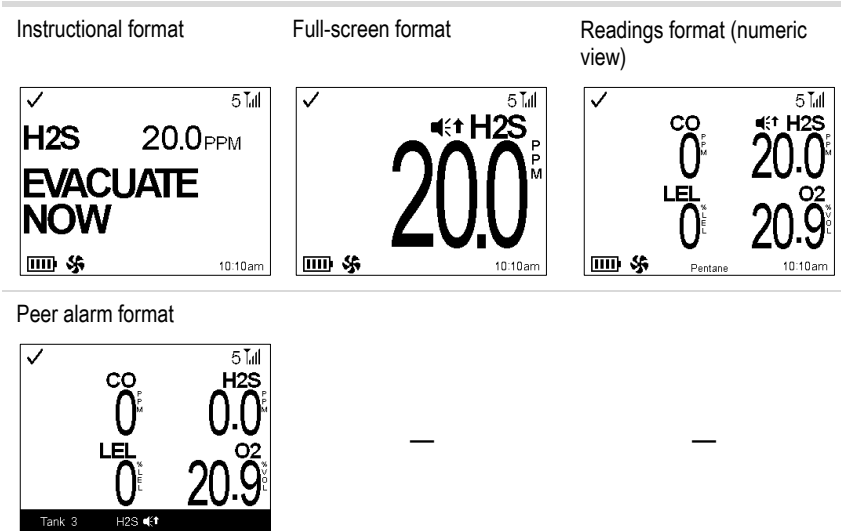 Instructional format
Full-screen format
Readings format (numeric
view)
5
H2S 20.0 PPM
EVACUATE
NOW
10:10am
5
H2S
20.0 PPM
10:10am
5
CO H2S
0 PPM 20.0 PPM
LEL O2
0 %LEL 20.9 %VOL
Pentane 10:10am
Peer alarm format
5
CO H2S
0 PPM 0.0 PPM
LEL O2
0 %LEL 20.9 %VOL
Tank 3 H2S
— —